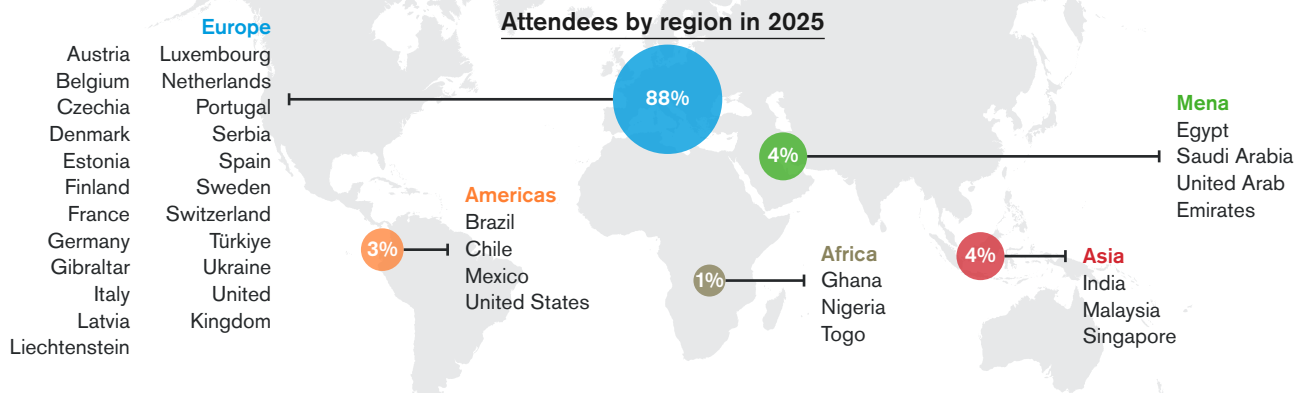 Attendees by region in 2025
Europe
Austria
Belgium
Czechia
Denmark
Estonia
Finland
France
Germany
Gibraltar
Italy
Latvia
Liechtenstein
Luxembourg
Netherlands
Portugal
Serbia
Spain
Sweden
Switzerland
Türkiye
Ukraine
United
Kingdom
88%
4%
Mena
Egypt
Saudi Arabia
United Arab
Emirates
3%
Americas
Brazil
Chile
Mexico
United States
1%
Africa
Ghana
Nigeria
Togo
4%
Asia
India
Malaysia
Singapore